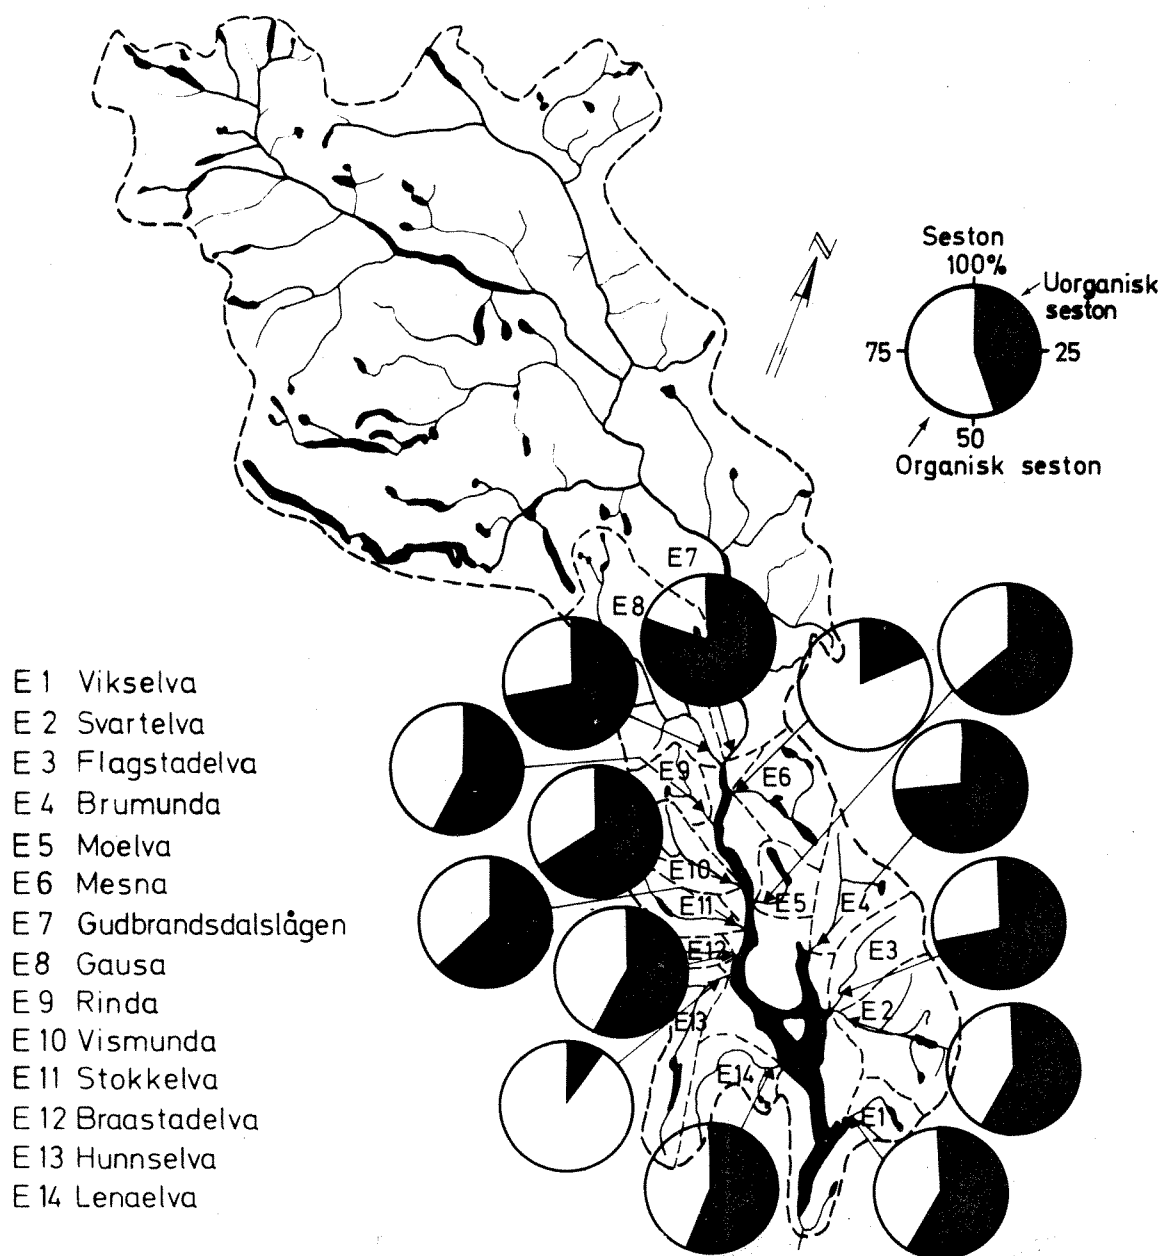 N
Seston
100%
Uorganisk
seston
75
25
50
Organisk seston
E7
E8
E9
E6
E10
E5
E4
E11
E12
E3
E13
E2
E14
E1
E 1 Vikselva
E 2 Svartelva
E 3 Flagstadelva
E 4 Brumunda
E 5 Moelva
E 6 Mesna
E 7 Gudbrandsdalslågen
E 8 Gausa
E 9 Rinda
E 10 Vismunda
E 11 Stokkelva
E 12 Braastadelva
E 13 Hunnselva
E 14 Lenaelva